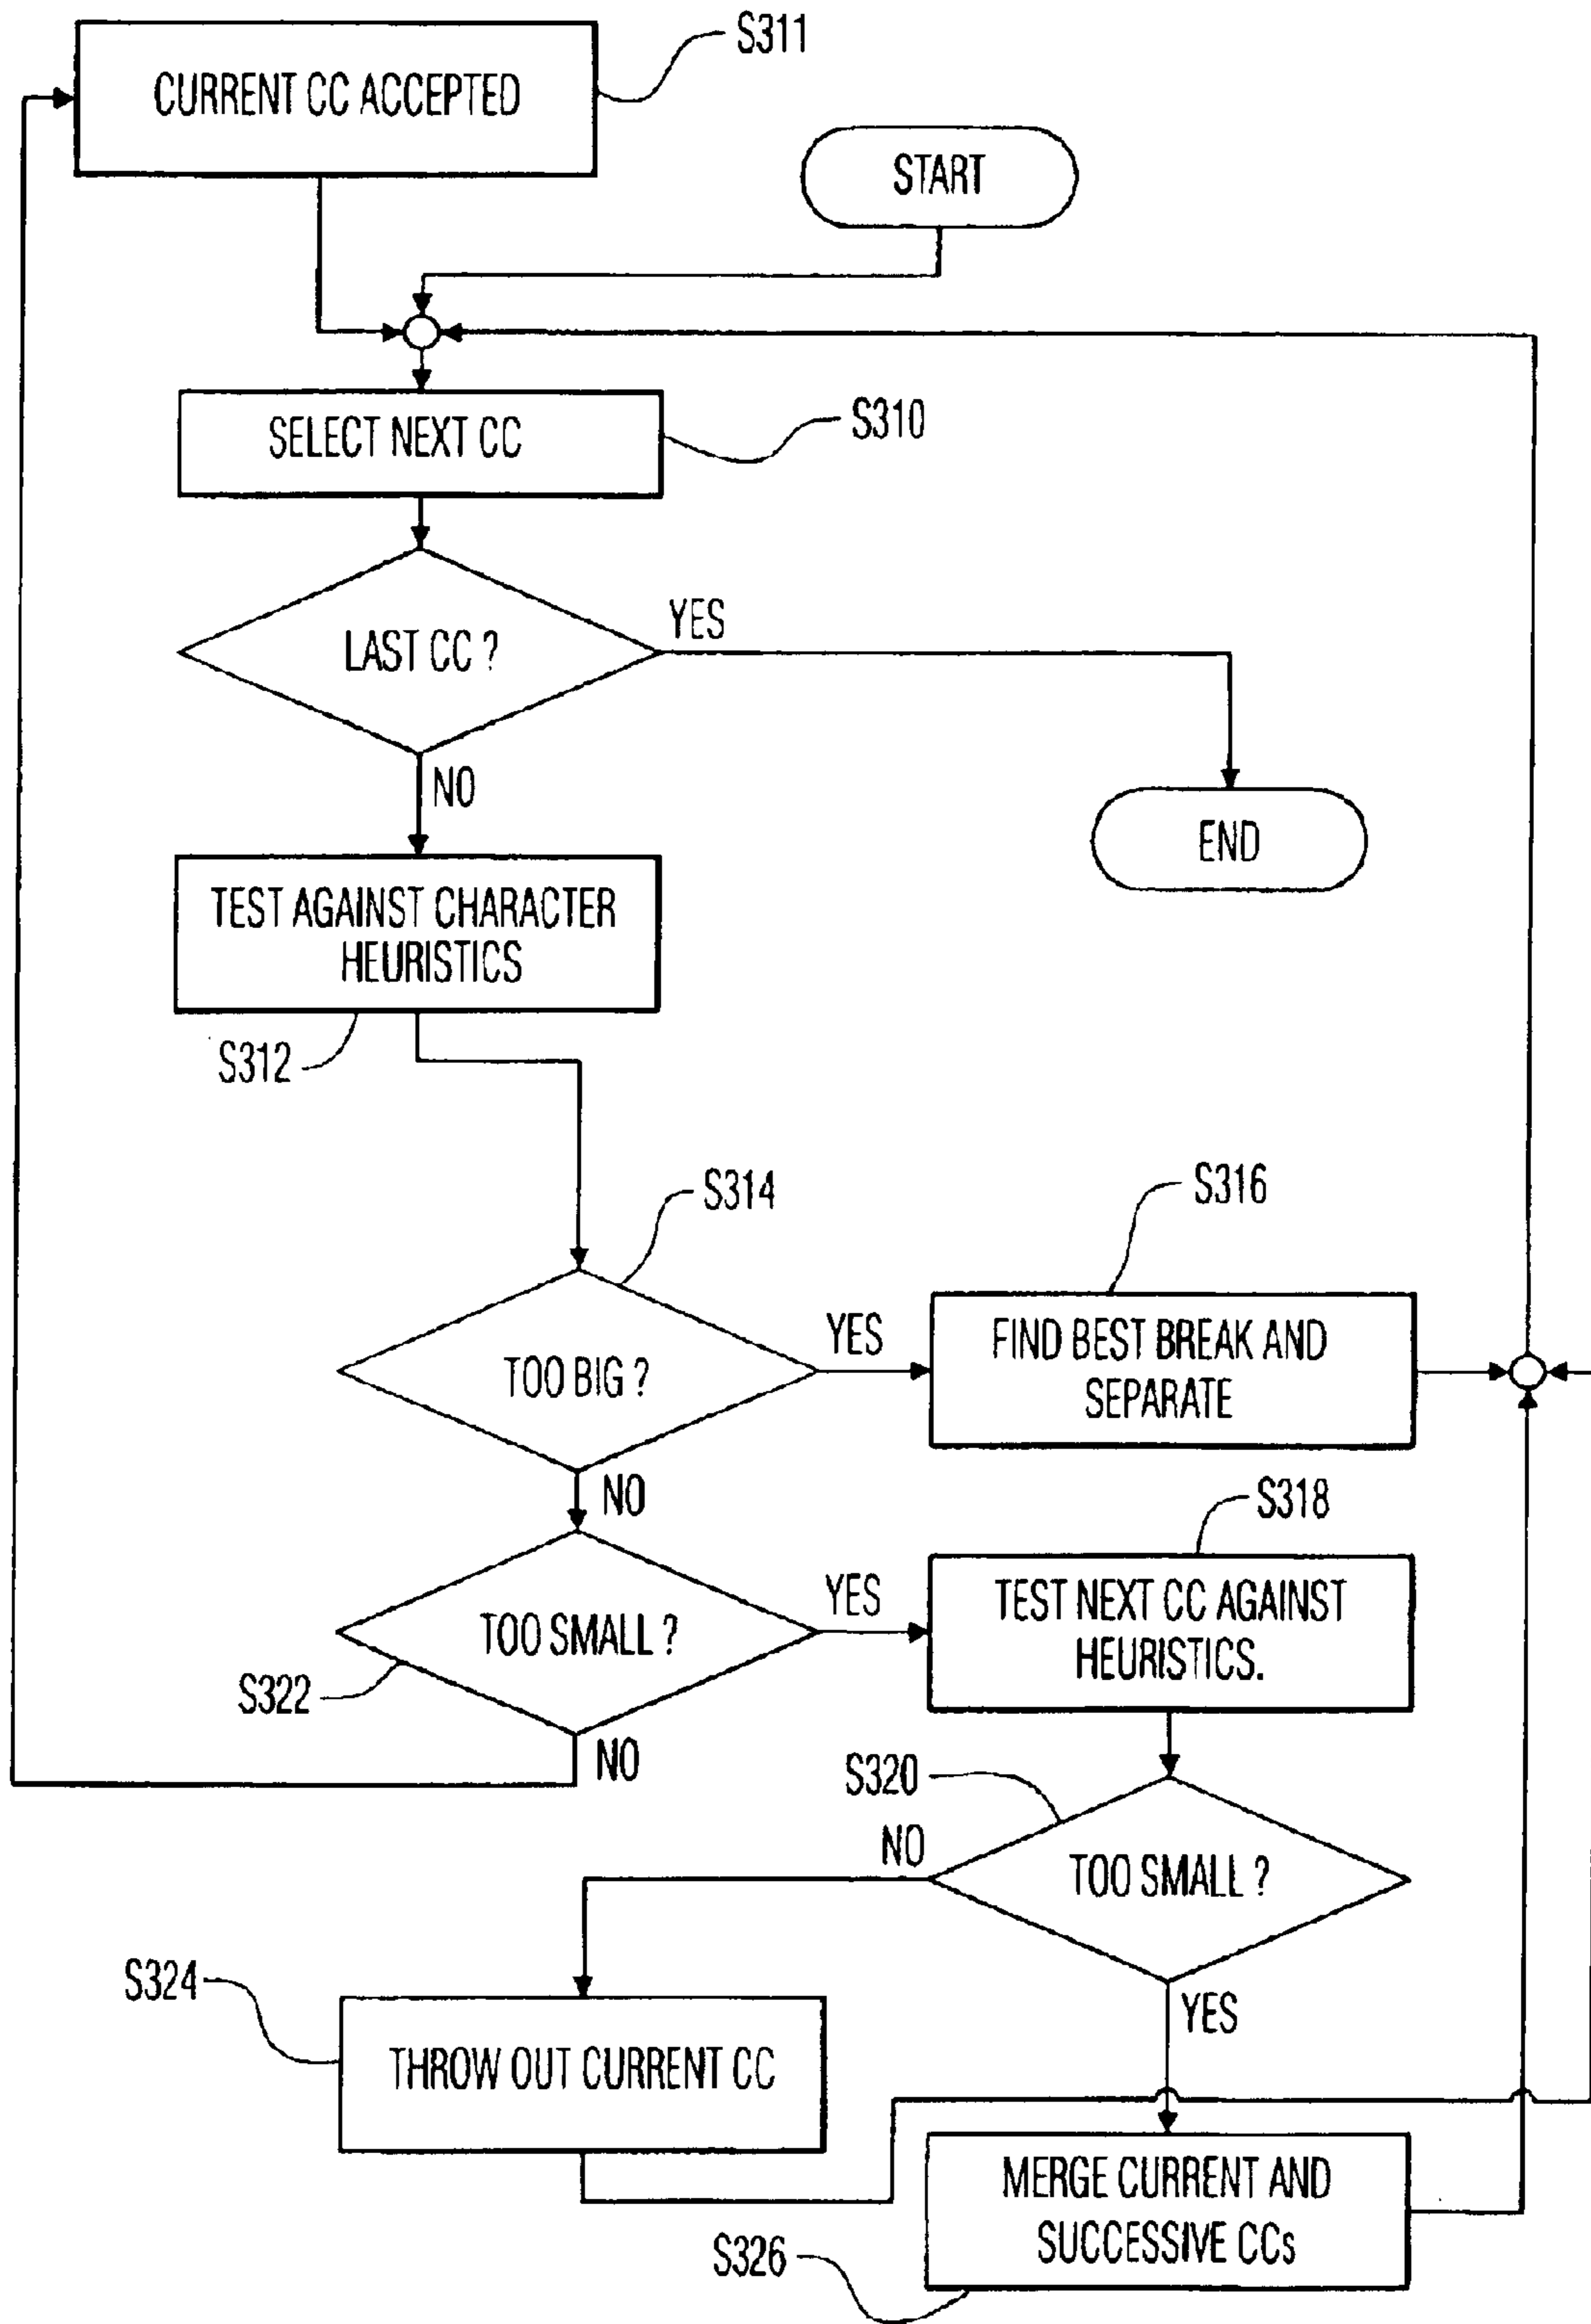 S311
CURRENT CC ACCEPTED
START
SELECT NEXT CC
S310
YES
LAST CC ?
NO
END
TEST AGAINST CHARACTER
HEURISTICS
S312
S314
S316
YES
FIND BEST BREAK AND
SEPARATE
TOO BIG ?
NO
S318
YES
TEST NEXT CC AGAINST
HEURISTICS.
TOO SMALL ?
S322
NO
S320
NO
TOO SMALL ?
S324
YES
THROW OUT CURRENT CC
MERGE CURRENT AND
SUCCESSIVE CCs
S326